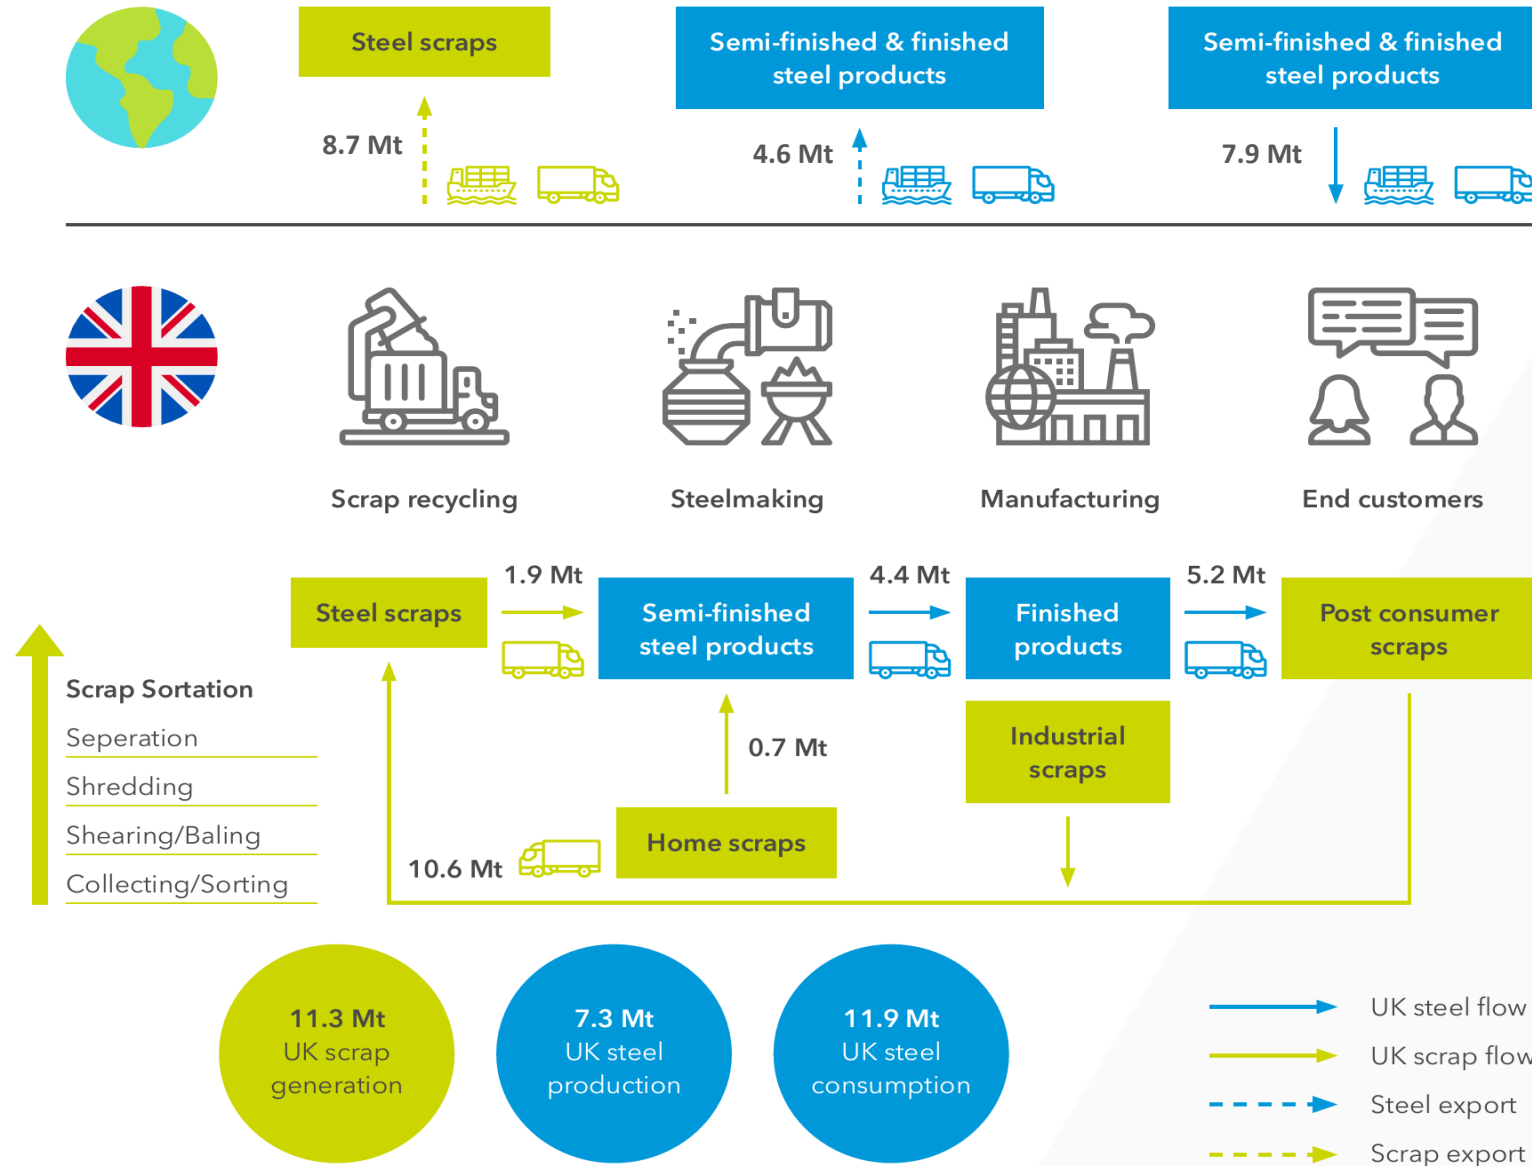 Steel scraps
Semi-finished & finished
steel products
Semi-finished & finished
steel products
8.7 Mt
4.6 Mt
7.9 Mt
Scrap recycling
Steelmaking
Manufacturing
End customers
1.9 Mt
4.4 Mt
5.2 Mt
Steel scraps
Semi-finished
steel products
Finished
products
Post consumer
scraps
Scrap Sortation
Seperation
Shredding
Shearing/Baling
Collecting/Sorting
0.7 Mt
Industrial
scraps
Home scraps
10.6 Mt
11.3 Mt
UK scrap
generation
7.3 Mt
UK steel
production
11.9 Mt
UK steel
consumption
UK steel flow
UK scrap flow
Steel export
Scrap export